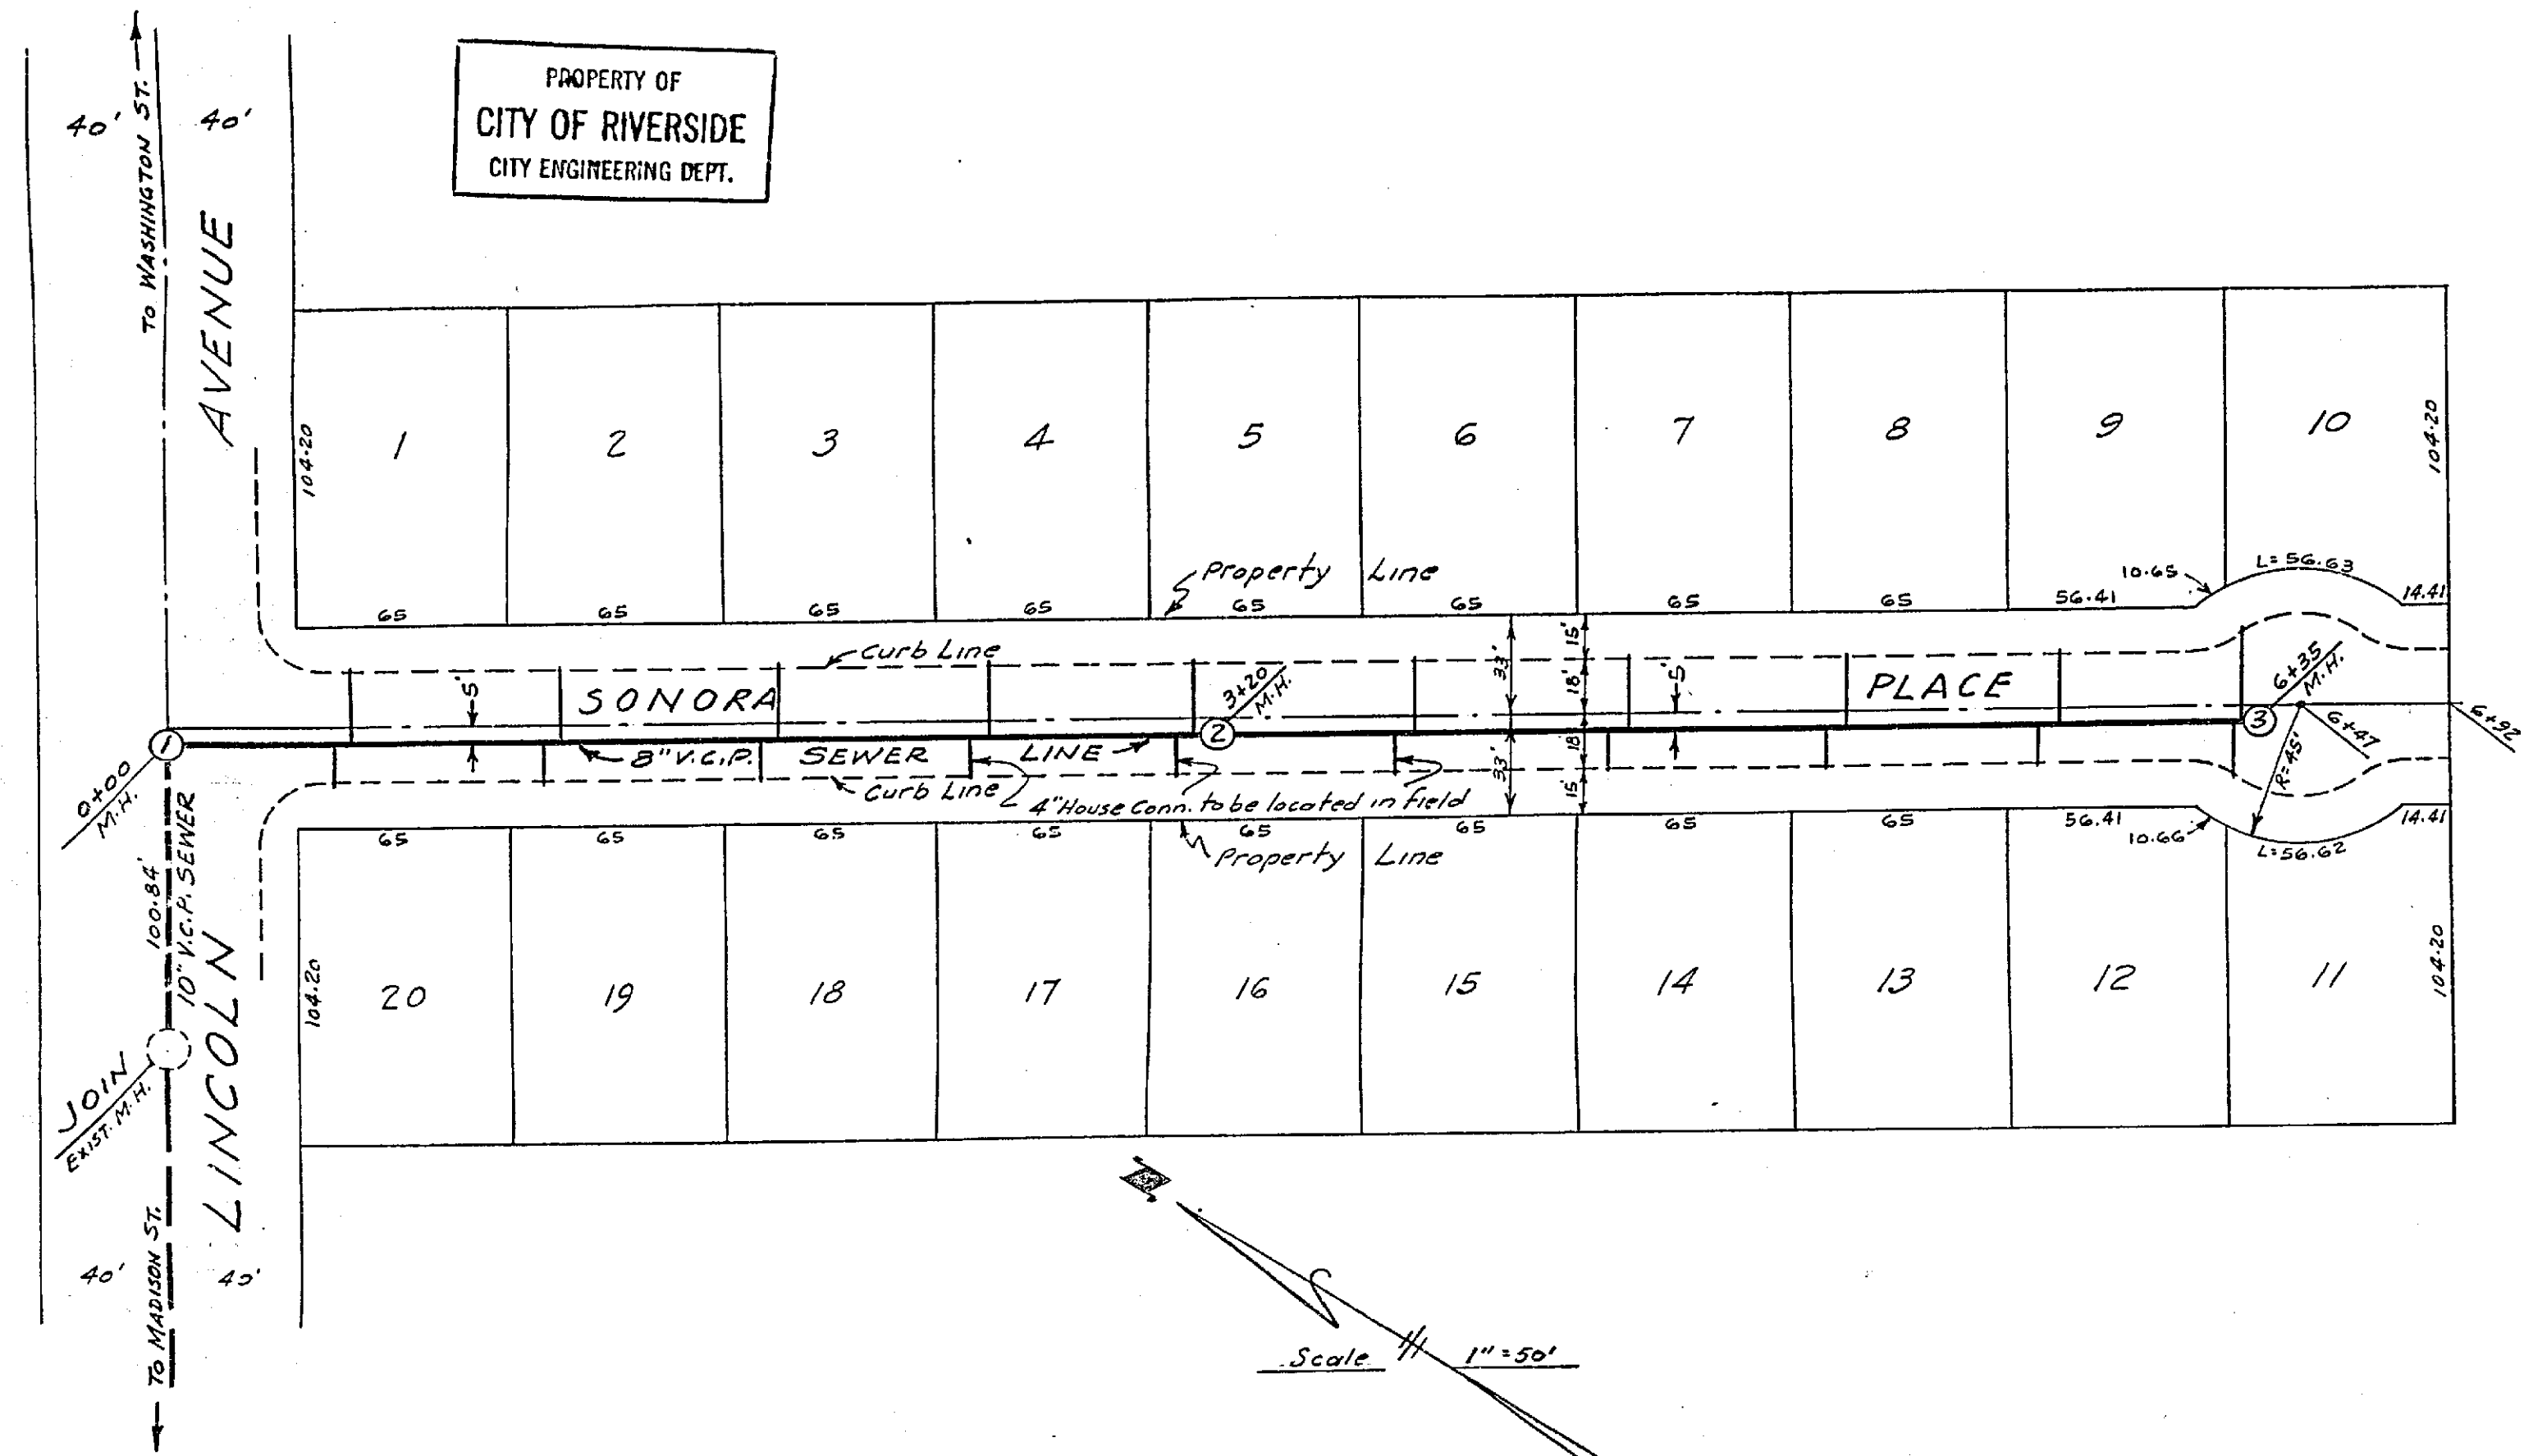 PROPERTY OF
CITY OF RIVERSIDE
CITY ENGINEERING DEPT.
TO WASHINGTON ST.
40'
40'
AVENUE
104.20
1
2
3
4
5
6
7
8
9
10
104.20
Property Line
65
65
65
65
65
65
65
65
56.41
10.65
L=56.63
14.41
Curb Line
5'
SONORA
3+20
M.H.
33'
15'
18'
5'
PLACE
6+35
M.H.
1
2
3
6+92
6+47
R=45'
0+00
M.H.
8" V.C.P. SEWER LINE
33'
18'
15'
Curb Line
4" House Conn. to be located in field
65
65
65
65
65
65
65
65
56.41
10.66
L=56.62
14.41
Property Line
100.84'
10" V.C.P. SEWER
LINCOLN
104.20
20
19
18
17
16
15
14
13
12
11
104.20
JOIN
EXIST. M.H.
40'
40'
TO MADISON ST.
Scale 1"=50'